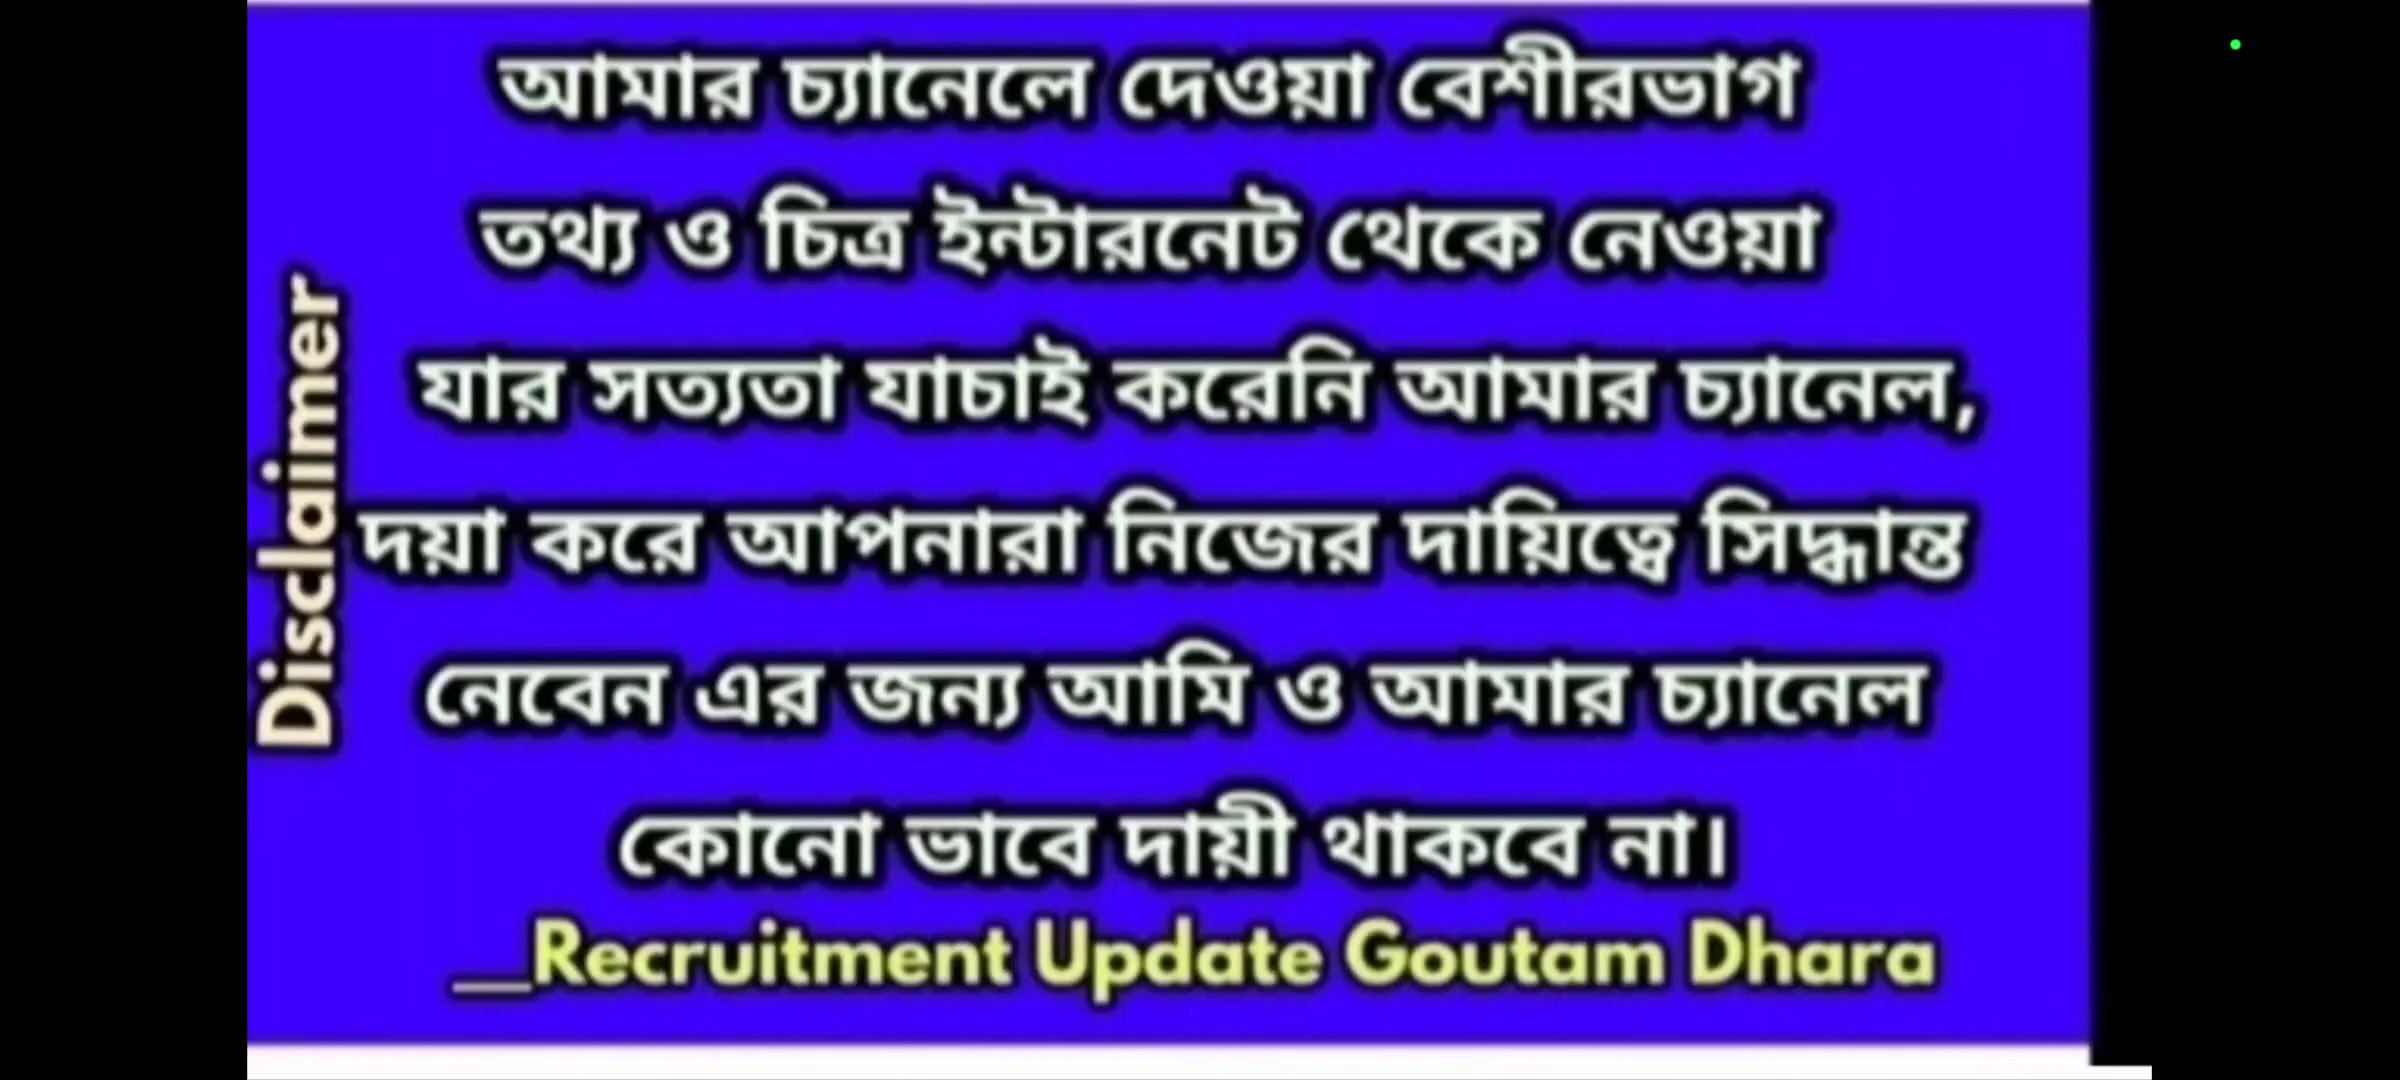 আমার চ্যানেলে দেওয়া বেশীরভাগ
তথ্য ও চিত্র ইন্টারনেট থেকে নেওয়া
যার সত্যতা যাচাই করেনি আমার চ্যানেল,
দয়া করে আপনারা নিজের দায়িত্বে সিদ্ধান্ত
নেবেন এর জন্য আমি ও আমার চ্যানেল
কোনো ভাবে দায়ী থাকবে না।
__Recruitment Update Goutam Dhara
Disclaimer